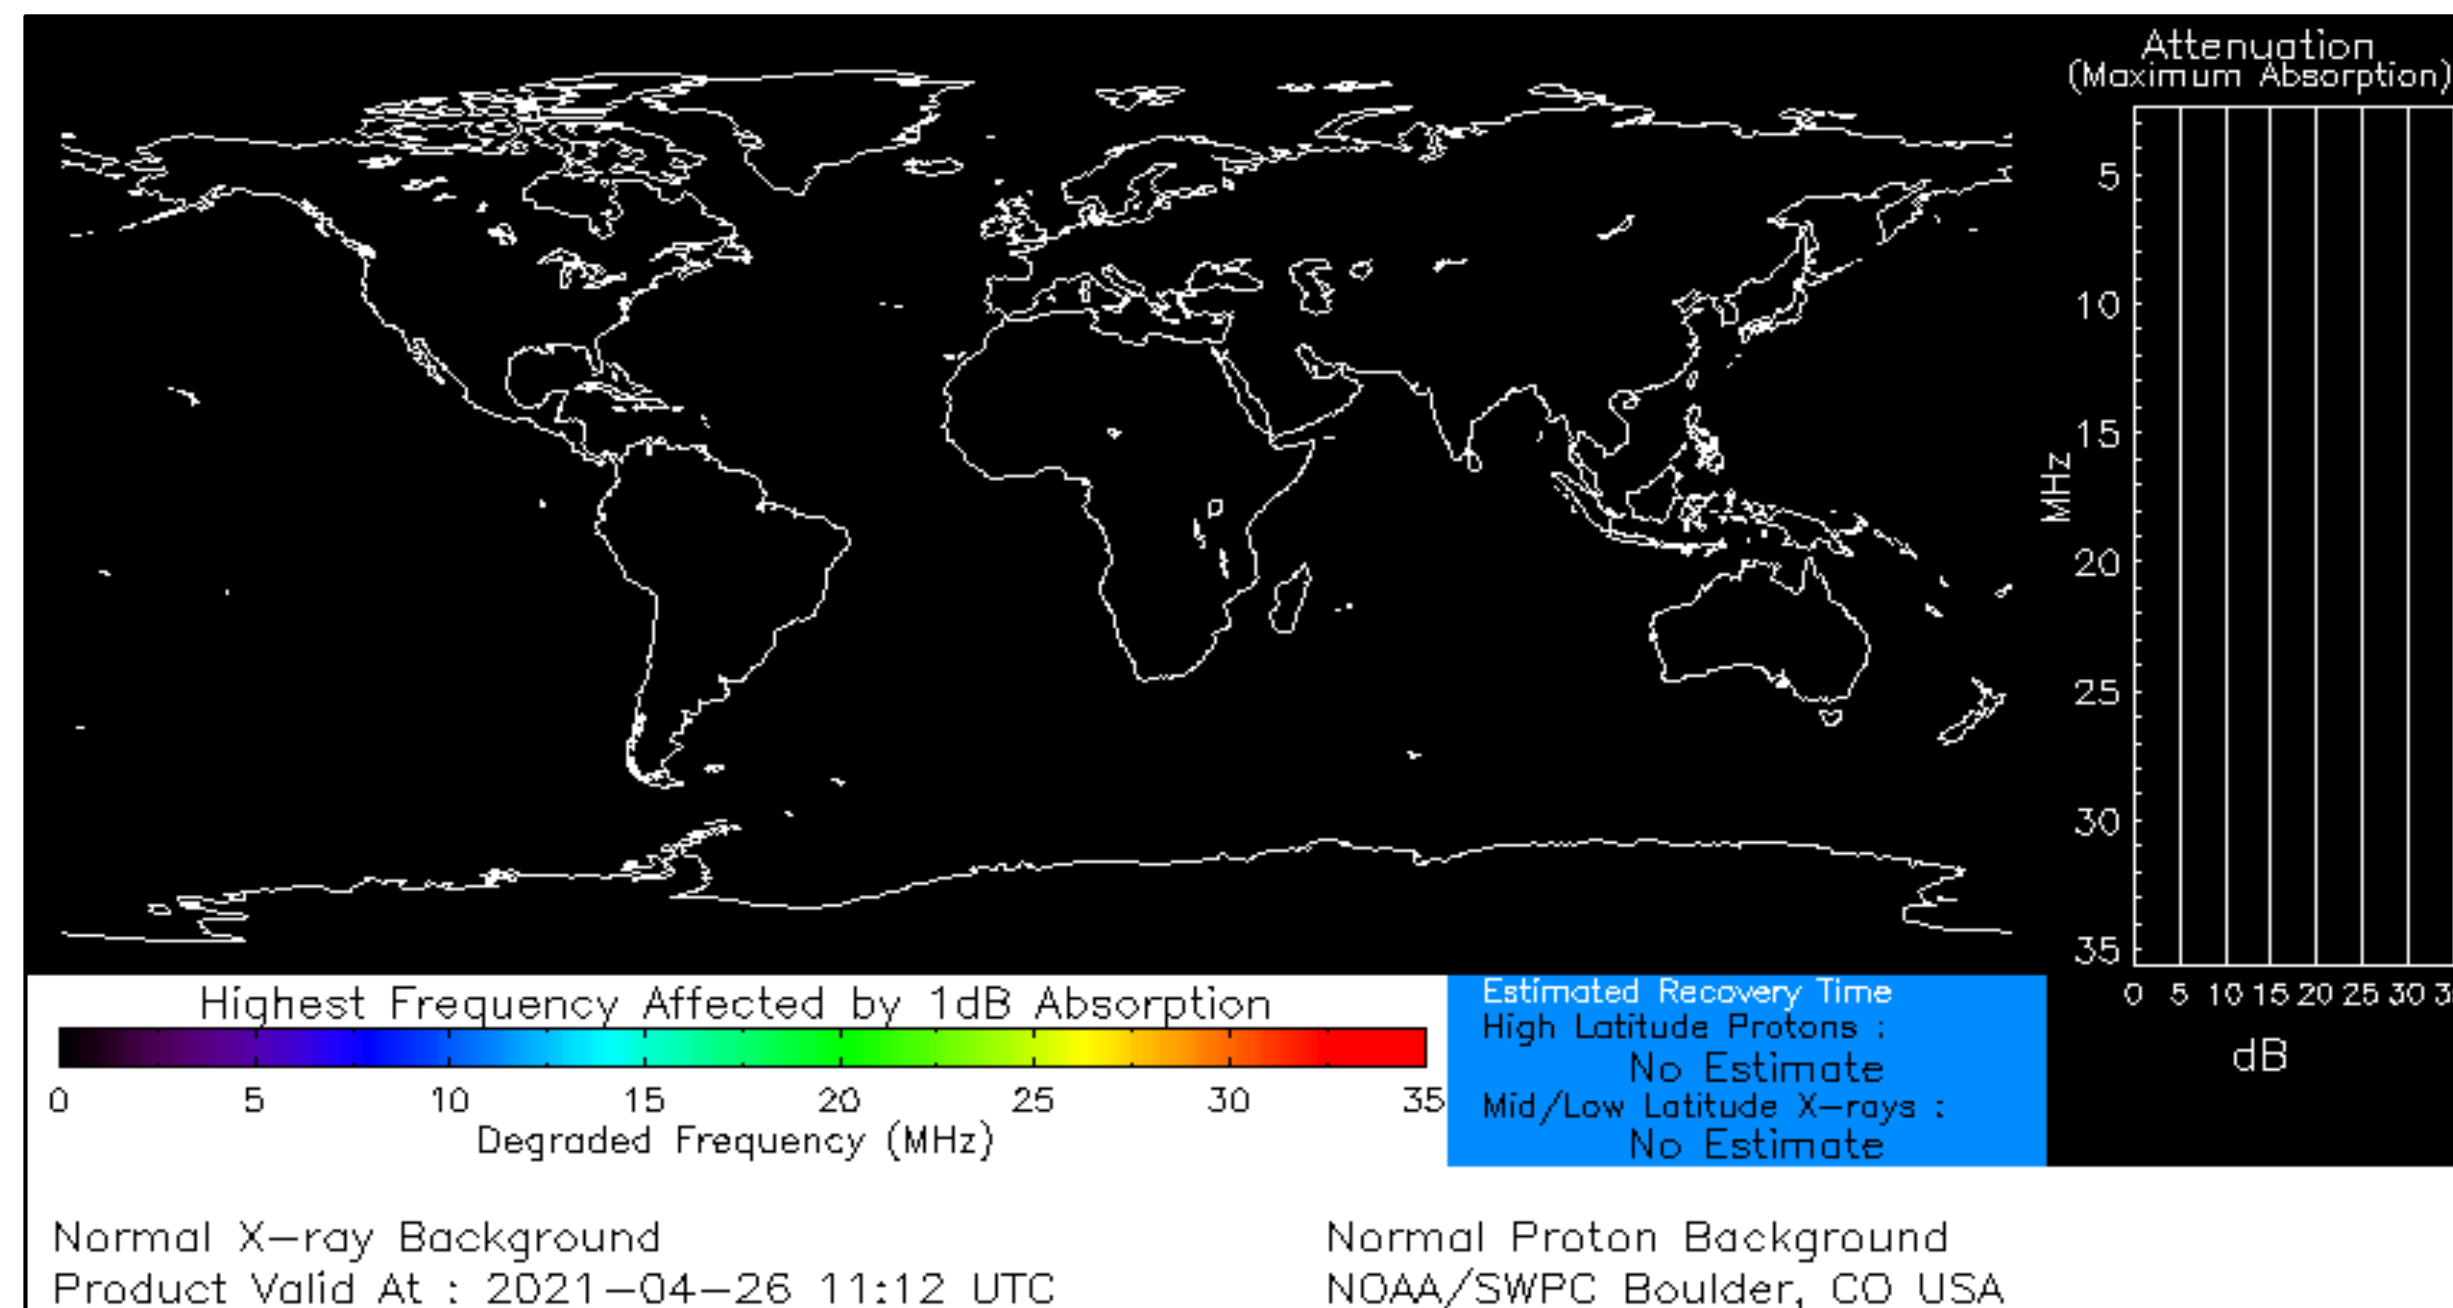 Attenuation
(Maximum Absorption)
5
10
15
20
25
30
35
MHz
0 5 10 15 20 25 30
dB
Highest Frequency Affected by 1dB Absorption
0 5 10 15 20 25 30 35
Degraded Frequency (MHz)
Estimated Recovery Time
High Latitude Protons :
No Estimate
Mid/Low Latitude X-rays :
No Estimate
Normal X-ray Background
Normal Proton Background
Product Valid At : 2021-04-26 11:12 UTC
NOAA/SWPC Boulder, CO USA